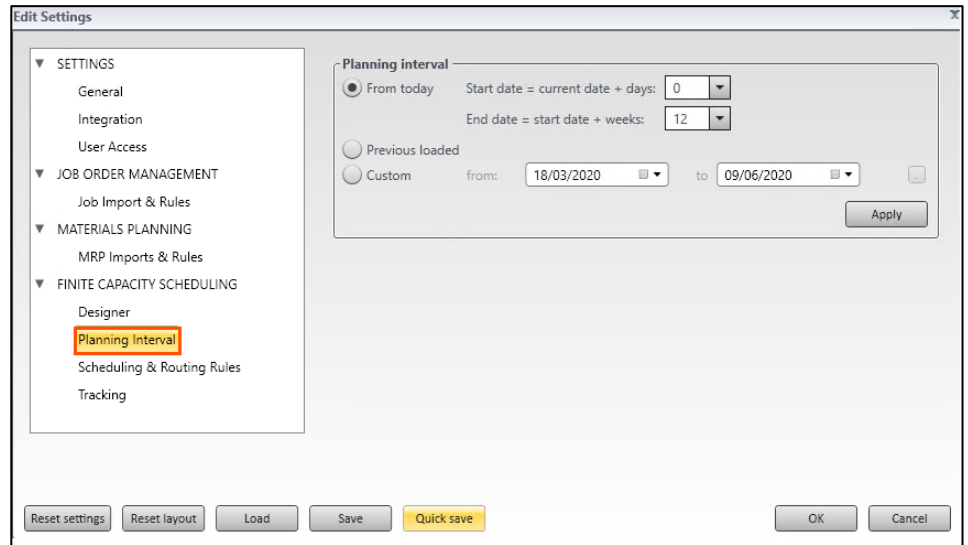 Edit Settings
SETTINGS
General
Integration
User Access
JOB ORDER MANAGEMENT
Job Import & Rules
MATERIALS PLANNING
MRP Imports & Rules
FINITE CAPACITY SCHEDULING
Designer
Planning Interval
Scheduling & Routing Rules
Tracking
Planning interval
From today Start date = current date + days: 0
End date = start date + weeks: 12
Previous loaded
Custom from: 18/03/2020 to 09/06/2020
Apply
Reset settings Reset layout Load Save Quick save OK Cancel